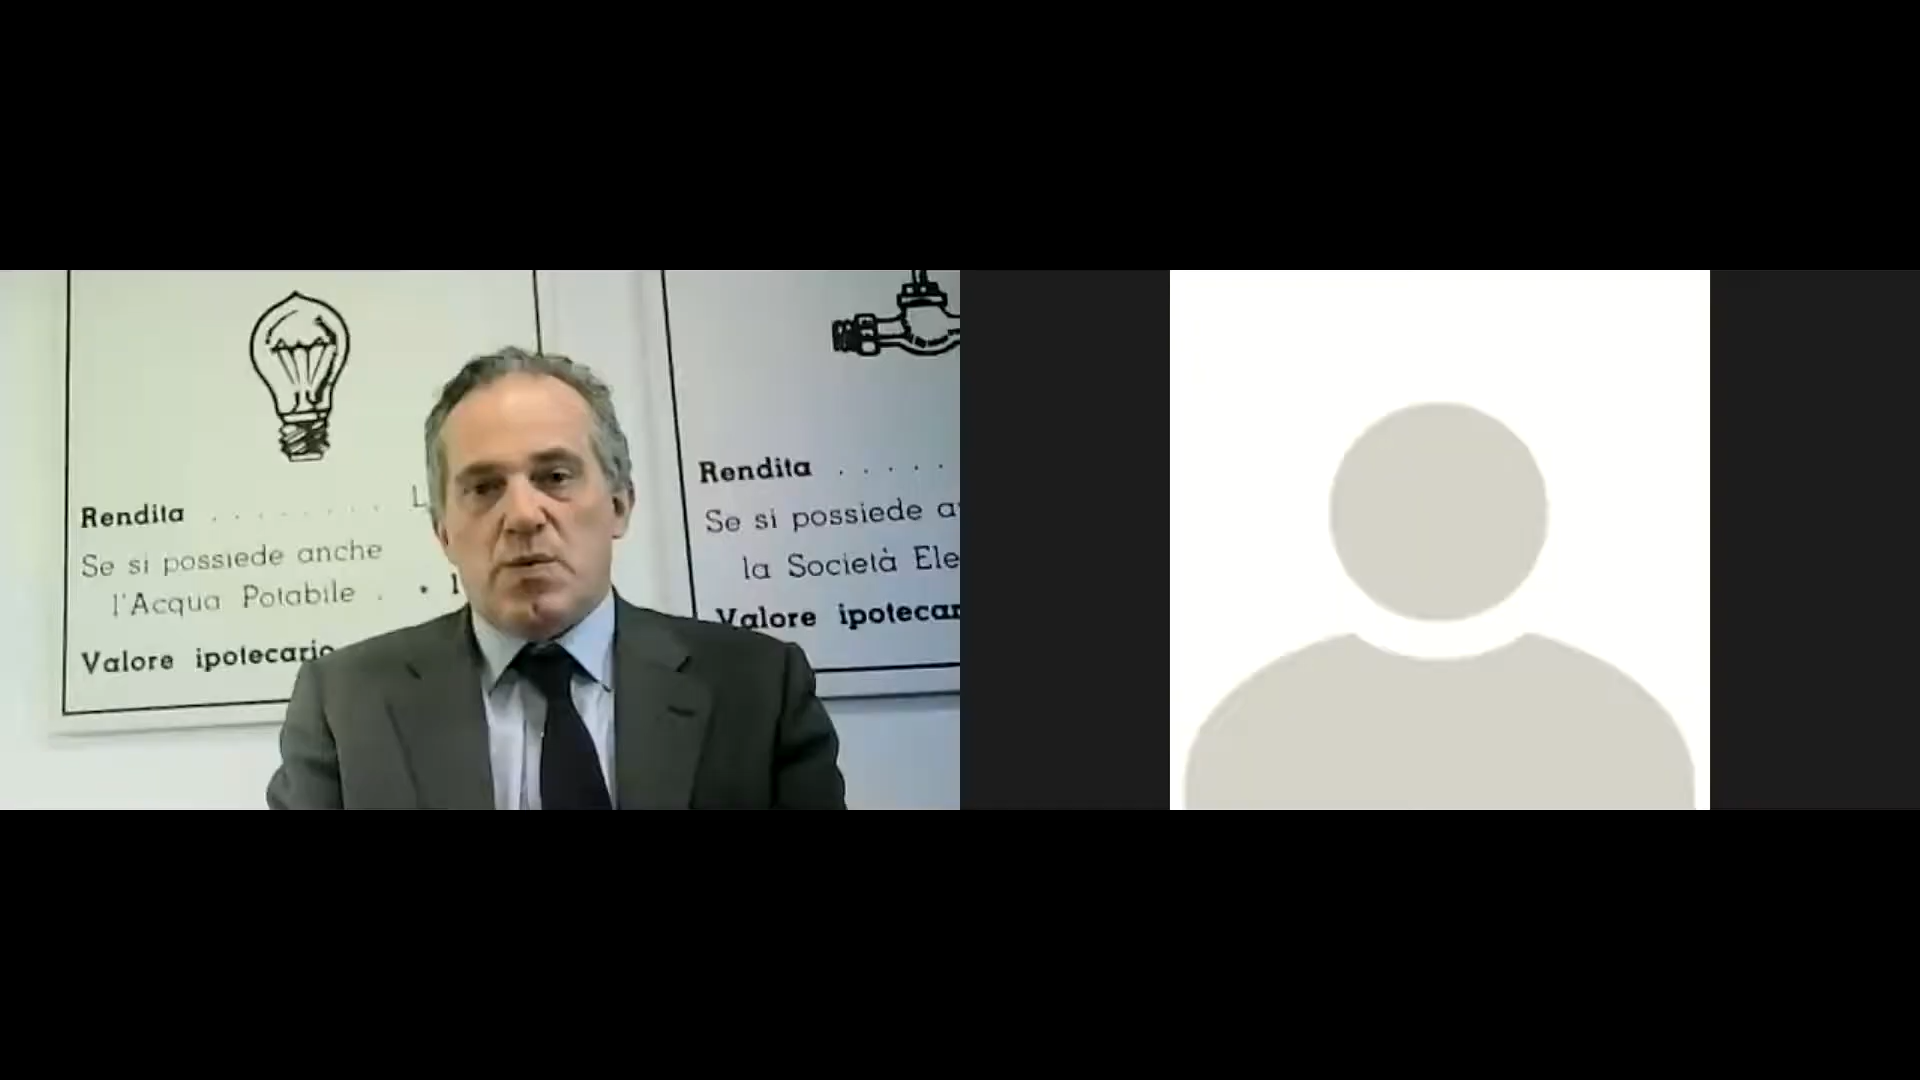 Rendita . . . . . . . . L
Se si possiede anche
l'Acqua Potabile .
Valore ipotecario
Rendita . . . . .
Se si possiede
la Società
Valore